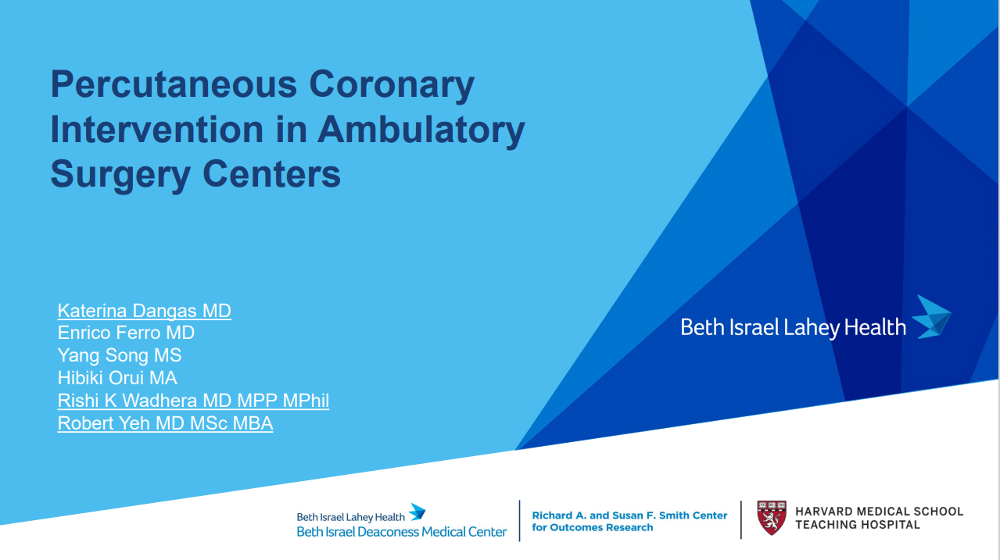 Percutaneous Coronary
Intervention in Ambulatory
Surgery Centers
Katerina Dangas MD
Enrico Ferro MD
Yang Song MS
Hibiki Orui MA
Rishi K Wadhera MD MPP MPhil
Robert Yeh MD MSc MBA
Beth Israel Lahey Health
Beth Israel Lahey Health
Beth Israel Deaconess Medical Center
Richard A. and Susan F. Smith Center
for Outcomes Research
HARVARD MEDICAL SCHOOL
TEACHING HOSPITAL